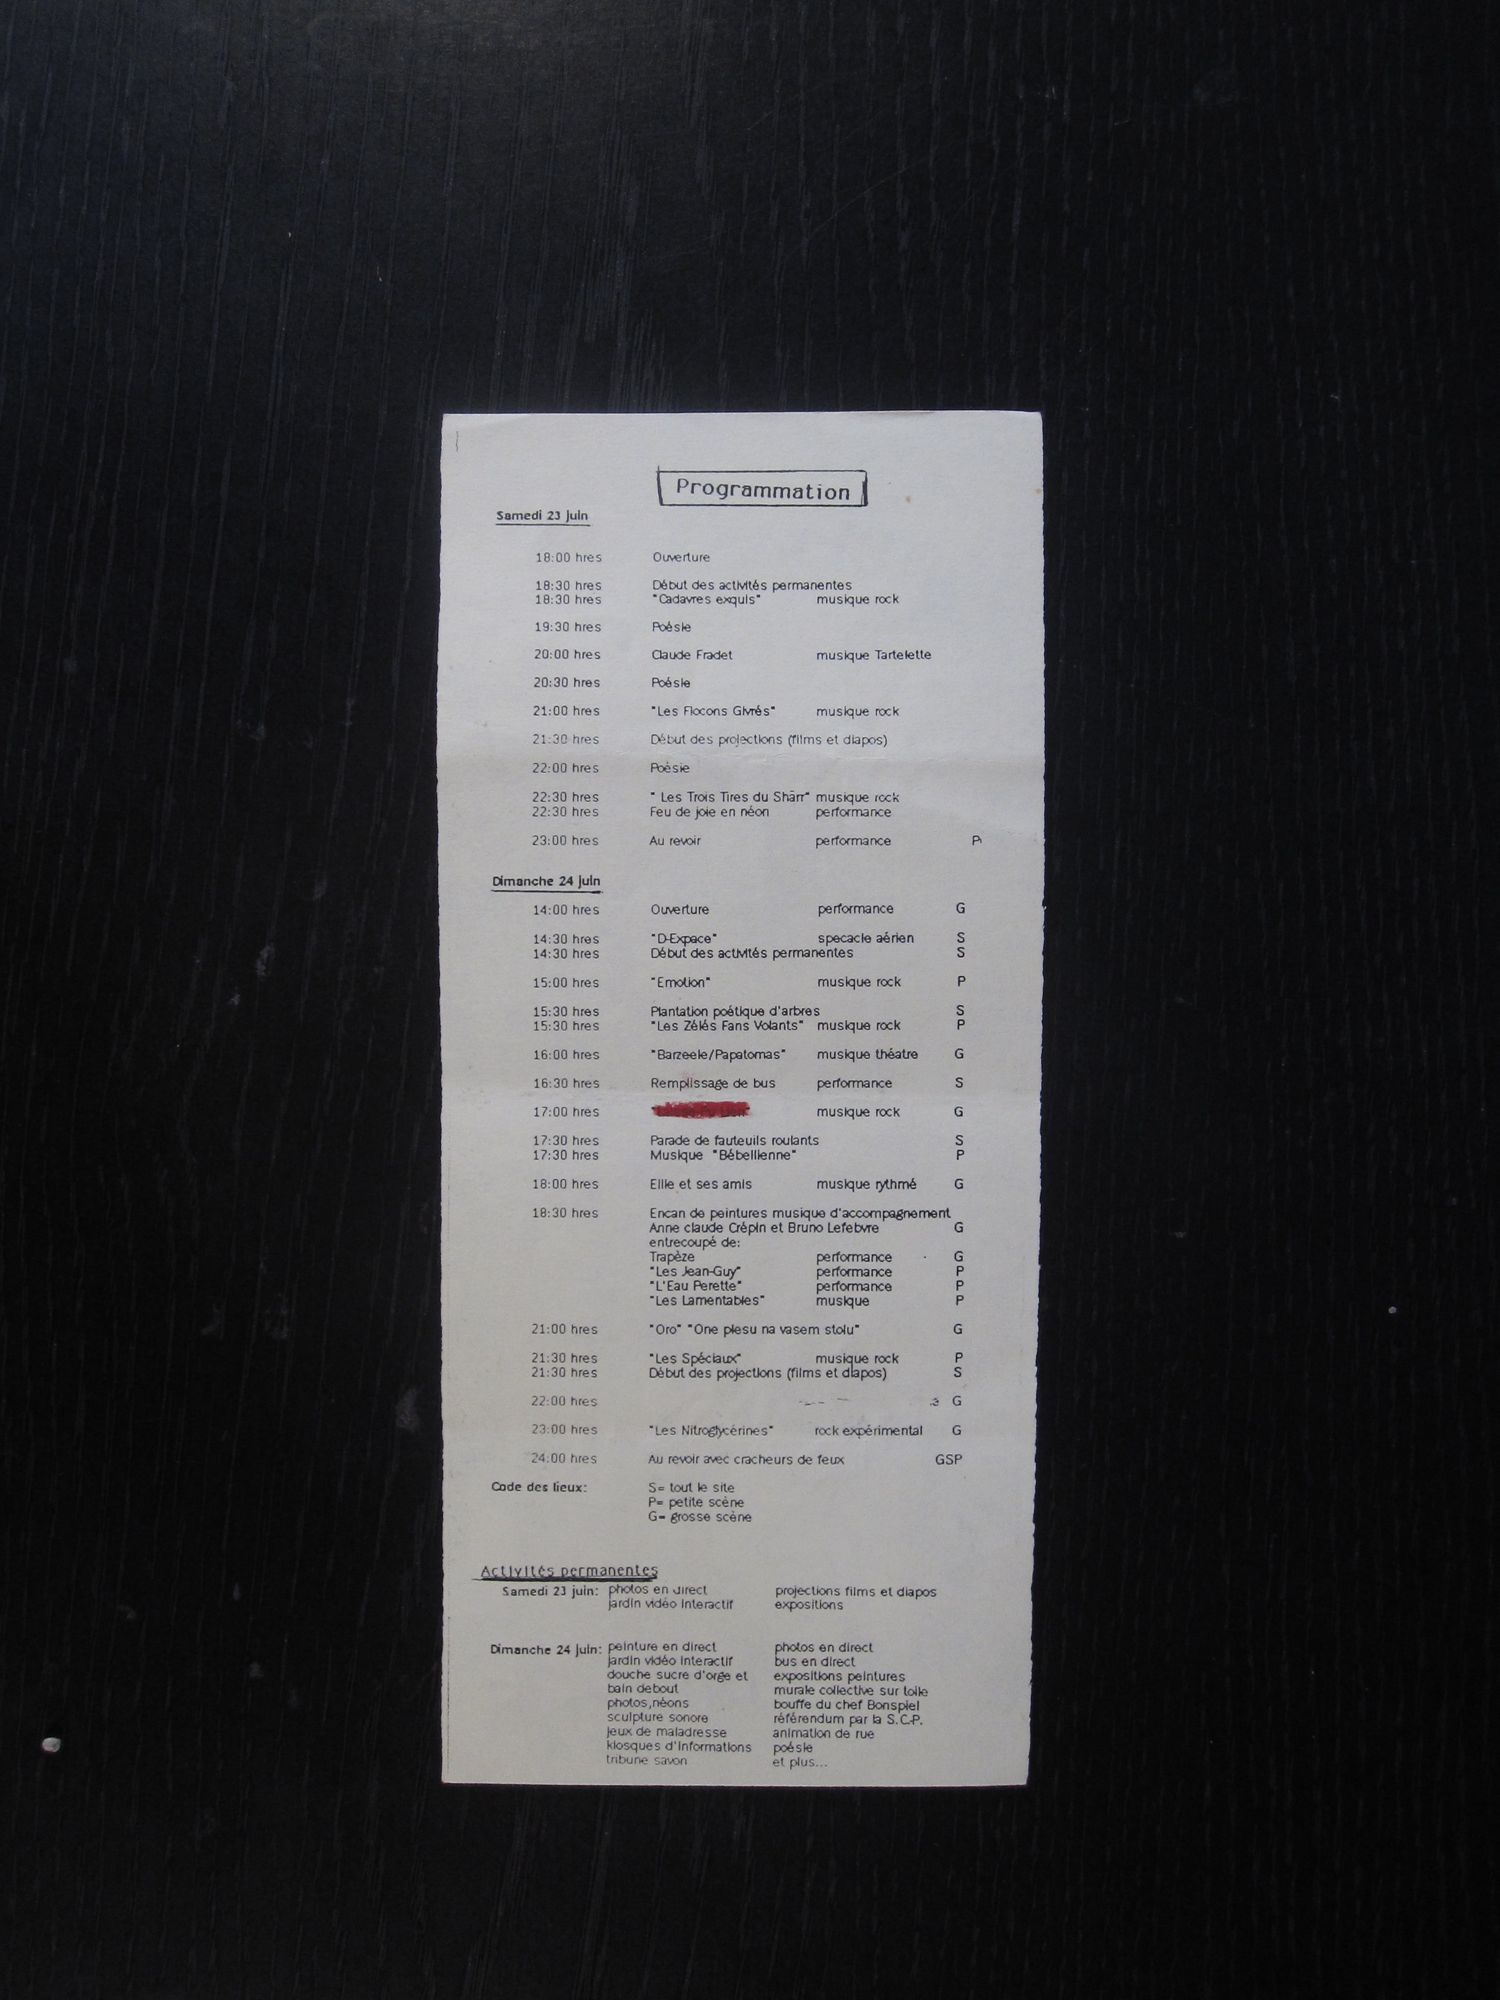 Programmation
Samedi 23 juin
18:00 hres Ouverture
18:30 hres Début des activités permanentes
18:30 hres "Cadavres exquis" musique rock
19:30 hres Poésie
20:00 hres Claude Fradet musique Tartelette
20:30 hres Poésie
21:00 hres "Les Flocons Givrés" musique rock
21:30 hres Début des projections (films et diapos)
22:00 hres Poésie
22:30 hres " Les Trois Tires du Shärr" musique rock
22:30 hres Feu de joie en néon performance
23:00 hres Au revoir performance P
Dimanche 24 juin
14:00 hres Ouverture performance G
14:30 hres "D-Expace" specacle aérien S
14:30 hres Début des activités permanentes S
15:00 hres "Emotion" musique rock P
15:30 hres Plantation poétique d'arbres S
15:30 hres "Les Zélés Fans Volants" musique rock P
16:00 hres "Barzeele/Papatomas" musique théatre G
16:30 hres Remplissage de bus performance S
17:00 hres musique rock G
17:30 hres Parade de fauteuils roulants S
17:30 hres Musique "Bébellienne" P
18:00 hres Ellie et ses amis musique rythmé G
18:30 hres Encan de peintures musique d'accompagnement
Anne claude Crépin et Bruno Lefebvre G
entrecoupé de:
Trapèze performance G
"Les Jean-Guy" performance P
"L'Eau Perette" performance P
"Les Lamentables" musique P
21:00 hres "Oro" "One plesu na vasem stolu" G
21:30 hres "Les Spéciaux" musique rock P
21:30 hres Début des projections (films et diapos) S
22:00 hres G
23:00 hres "Les Nitroglycérines" rock expérimental G
24:00 hres Au revoir avec cracheurs de feux GSP
Code des lieux: S= tout le site
P= petite scène
G= grosse scène
Activités permanentes
Samedi 23 juin: photos en direct projections films et diapos
jardin vidéo interactif expositions
Dimanche 24 juin: peinture en direct photos en direct
jardin vidéo interactif bus en direct
douche sucre d'orge et expositions peintures
bain debout murale collective sur toile
photos,néons bouffe du chef Bonspiel
sculpture sonore référendum par la S.C.P.
jeux de maladresse animation de rue
kiosques d'informations poésie
tribune savon et plus...